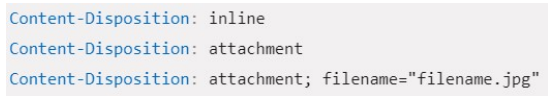 Content-Disposition: inline
Content-Disposition: attachment
Content-Disposition: attachment; filename="filename.jpg"